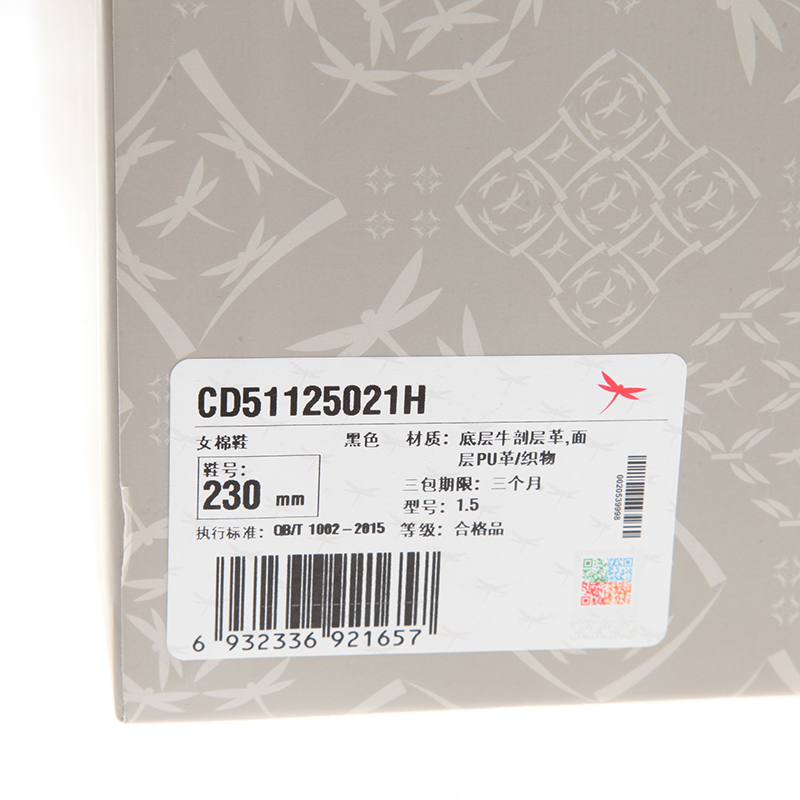 CD51125021H
女棉鞋 黑色 材质：底层牛剖层革,面
层PU革/织物
鞋号：
230 mm
三包期限：三个月
型号：1.5
执行标准：QB/T 1002-2015 等级：合格品
0020539998
6 932336 921657